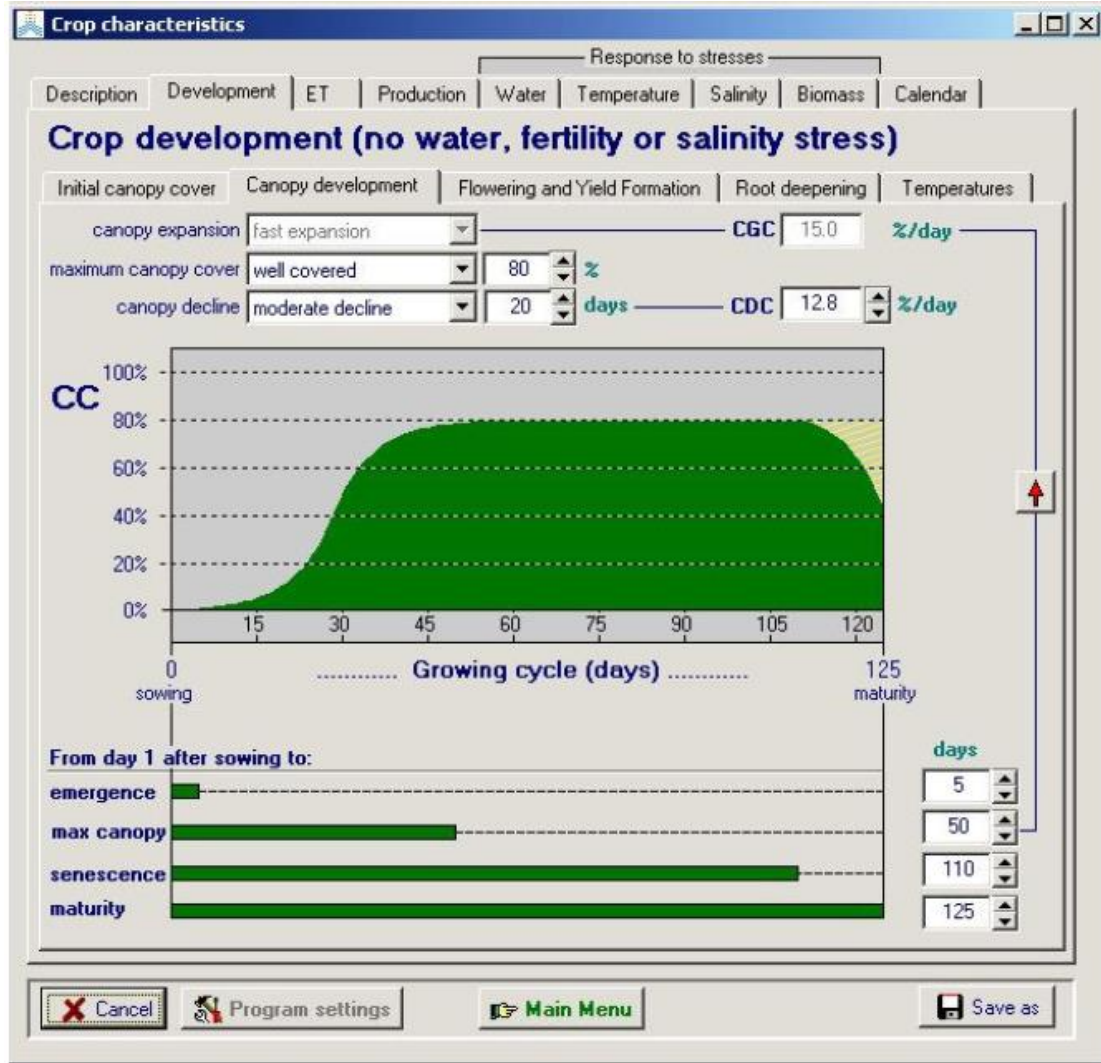 Crop characteristics
Response to stresses
Description Development ET Production Water Temperature Salinity Biomass Calendar
Crop development (no water, fertility or salinity stress)
Initial canopy cover Canopy development Flowering and Yield Formation Root deepening Temperatures
canopy expansion fast expansion CGC 15.0 %/day
maximum canopy cover well covered 80 %
canopy decline moderate decline 20 days CDC 12.8 %/day
CC
100%
80%
60%
40%
20%
0%
15 30 45 60 75 90 105 120
0 ............ Growing cycle (days) ............ 125
sowing maturity
From day 1 after sowing to: days
emergence 5
max canopy 50
senescence 110
maturity 125
Cancel Program settings Main Menu Save as